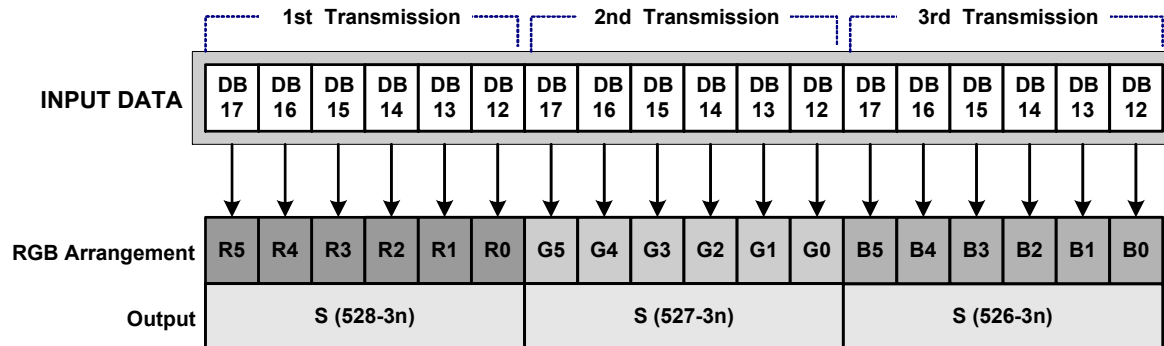 1st Transmission 2nd Transmission 3rd Transmission
INPUT DATA DB 17 DB 16 DB 15 DB 14 DB 13 DB 12 DB 17 DB 16 DB 15 DB 14 DB 13 DB 12 DB 17 DB 16 DB 15 DB 14 DB 13 DB 12
RGB Arrangement R5 R4 R3 R2 R1 R0 G5 G4 G3 G2 G1 G0 B5 B4 B3 B2 B1 B0
Output S (528-3n) S (527-3n) S (526-3n)